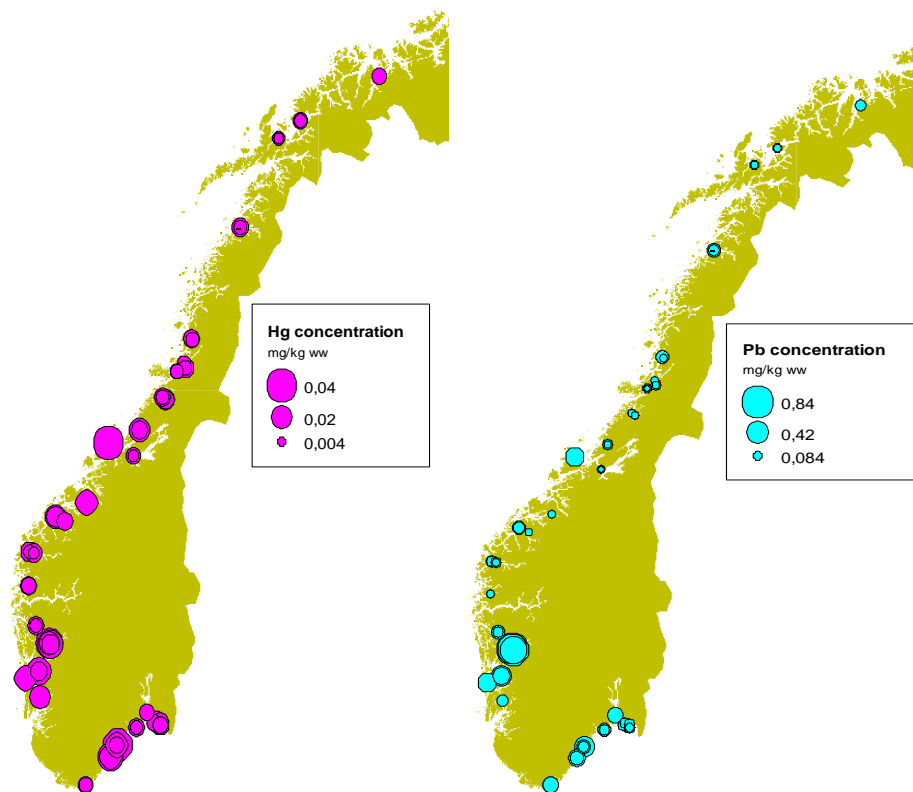 Hg concentration
mg/kg ww
0,04
0,02
0,004
Pb concentration
mg/kg ww
0,84
0,42
0,084